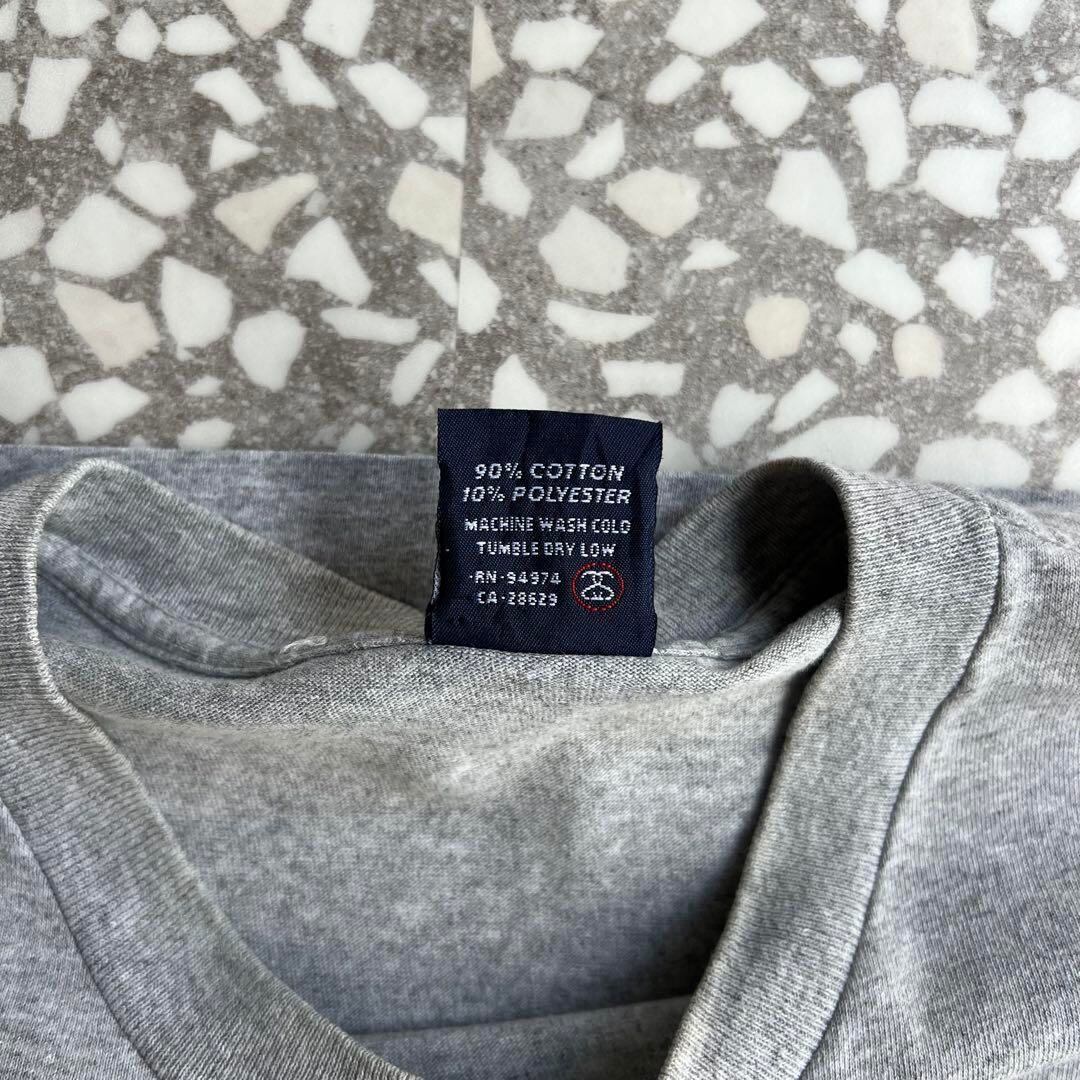 90% COTTON
10% POLYESTER
MACHINE WASH COLD
TUMBLE DRY LOW
·RN·94974
CA·28629